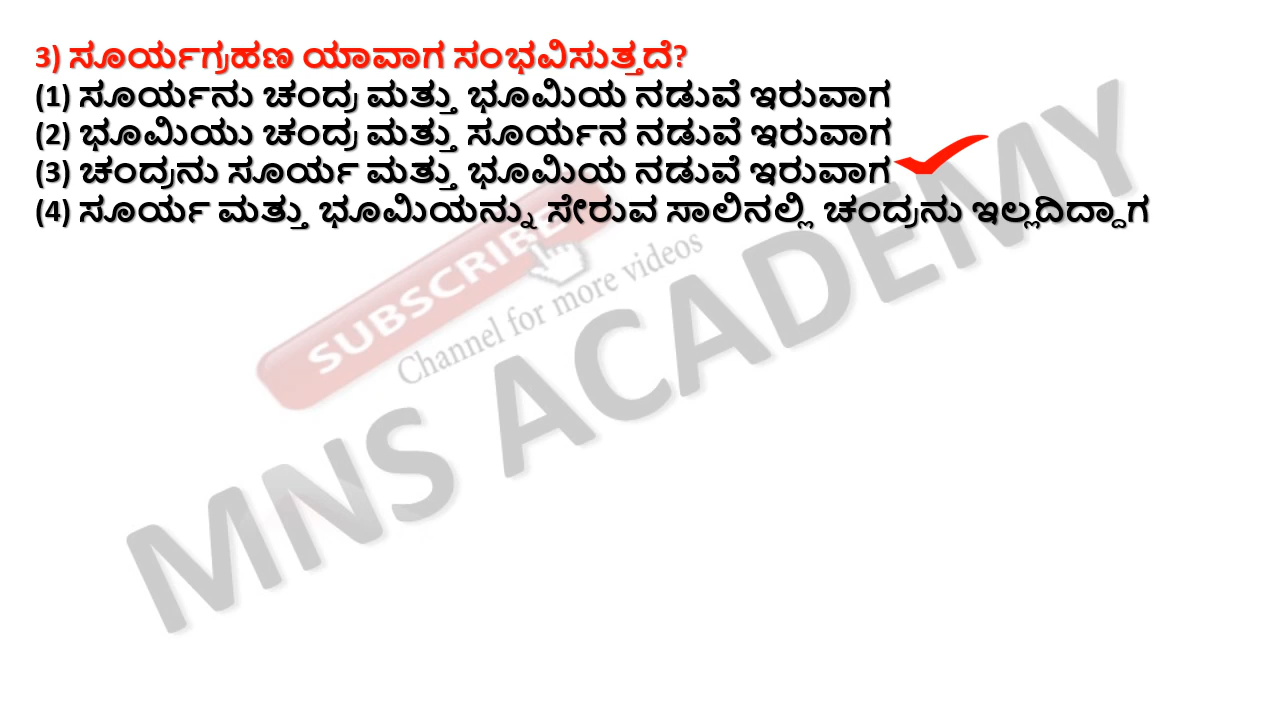 3) ಸೂರ್ಯಗ್ರಹಣ ಯಾವಾಗ ಸಂಭವಿಸುತ್ತದೆ?
(1) ಸೂರ್ಯನು ಚಂದ್ರ ಮತ್ತು ಭೂಮಿಯ ನಡುವೆ ಇರುವಾಗ
(2) ಭೂಮಿಯು ಚಂದ್ರ ಮತ್ತು ಸೂರ್ಯನ ನಡುವೆ ಇರುವಾಗ
(3) ಚಂದ್ರನು ಸೂರ್ಯ ಮತ್ತು ಭೂಮಿಯ ನಡುವೆ ಇರುವಾಗ
(4) ಸೂರ್ಯ ಮತ್ತು ಭೂಮಿಯನ್ನು ಸೇರುವ ಸಾಲಿನಲ್ಲಿ ಚಂದ್ರನು ಇಲ್ಲದಿದ್ದಾಗ
SUBSCRIBE
Channel for more videos
MNS ACADEMY